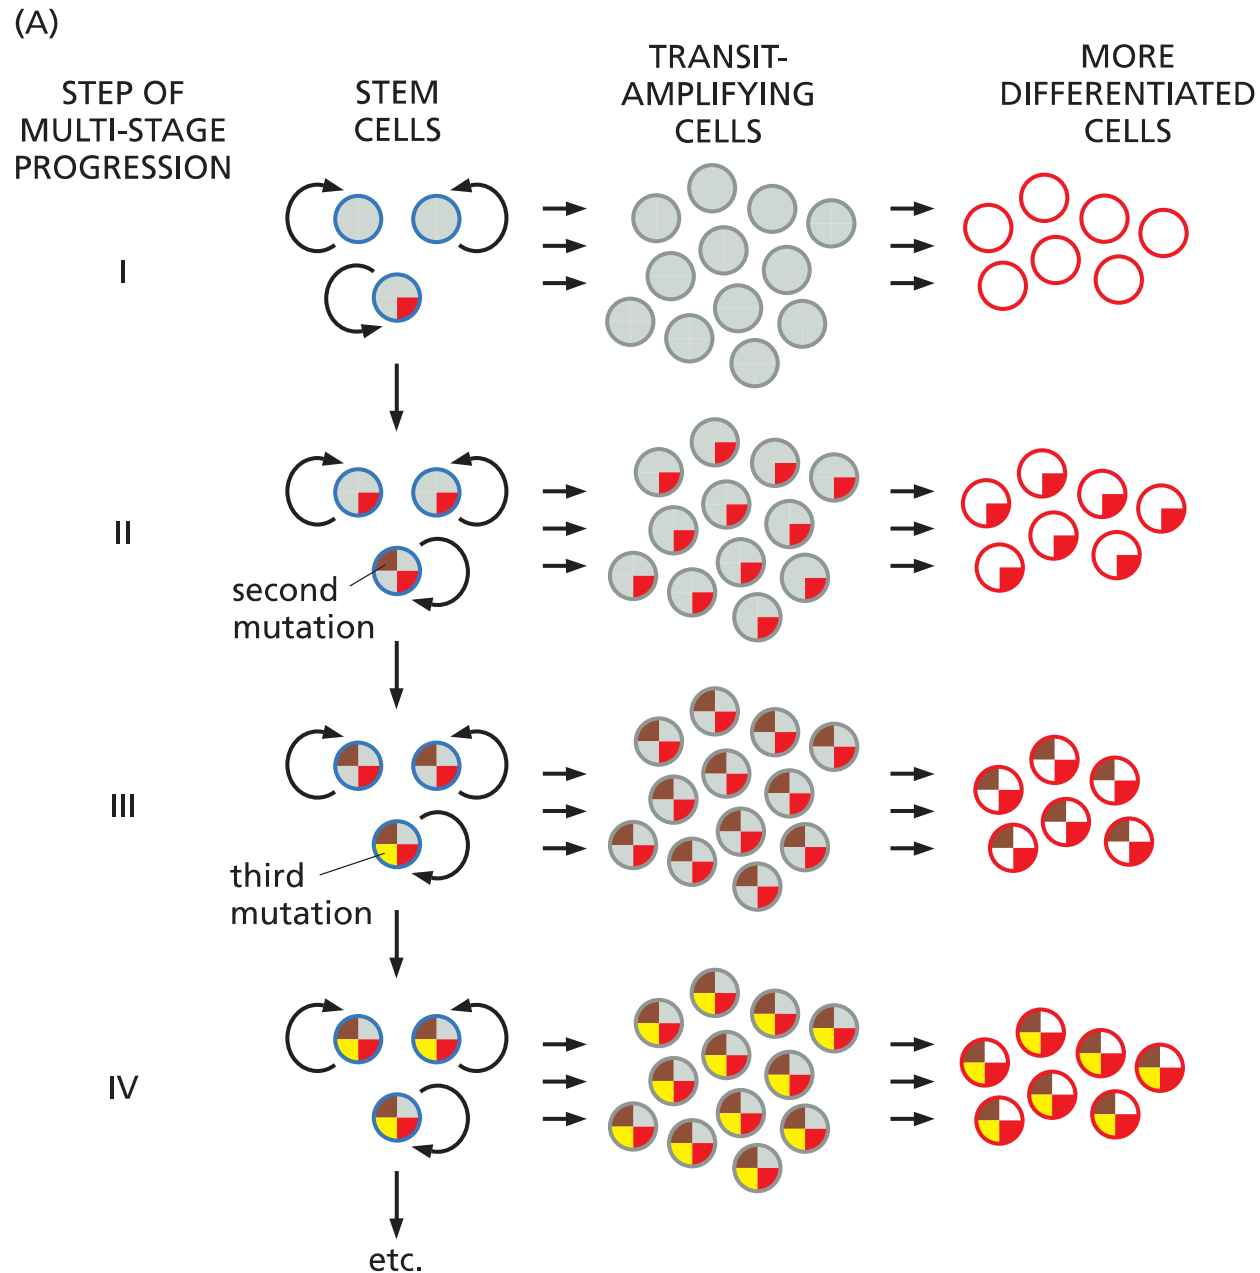 (A)
STEP OF
MULTI-STAGE
PROGRESSION
STEM
CELLS
TRANSIT-
AMPLIFYING
CELLS
MORE
DIFFERENTIATED
CELLS
I
II
second
mutation
III
third
mutation
IV
etc.